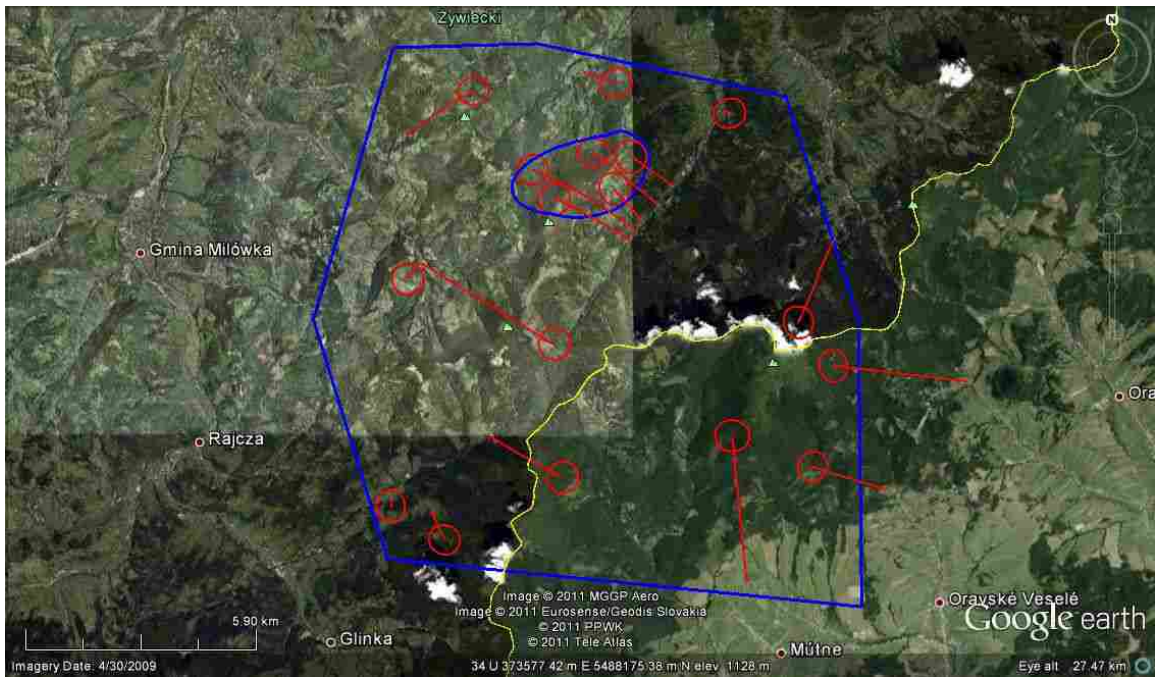 Żywiecki
N
Gmina Milówka
Ora
Rajcza
5.90 km
Image © 2011 MGGP Aero
Image © 2011 Eurosense/Geodis Slovakia
© 2011 PPWK
© 2011 Tele Atlas
Oravské Veselé
Google earth
Glinka
Mútne
Imagery Date: 4/30/2009
34 U 373577.42 m E 5488175.38 m N elev 1128 m
Eye alt 27.47 km